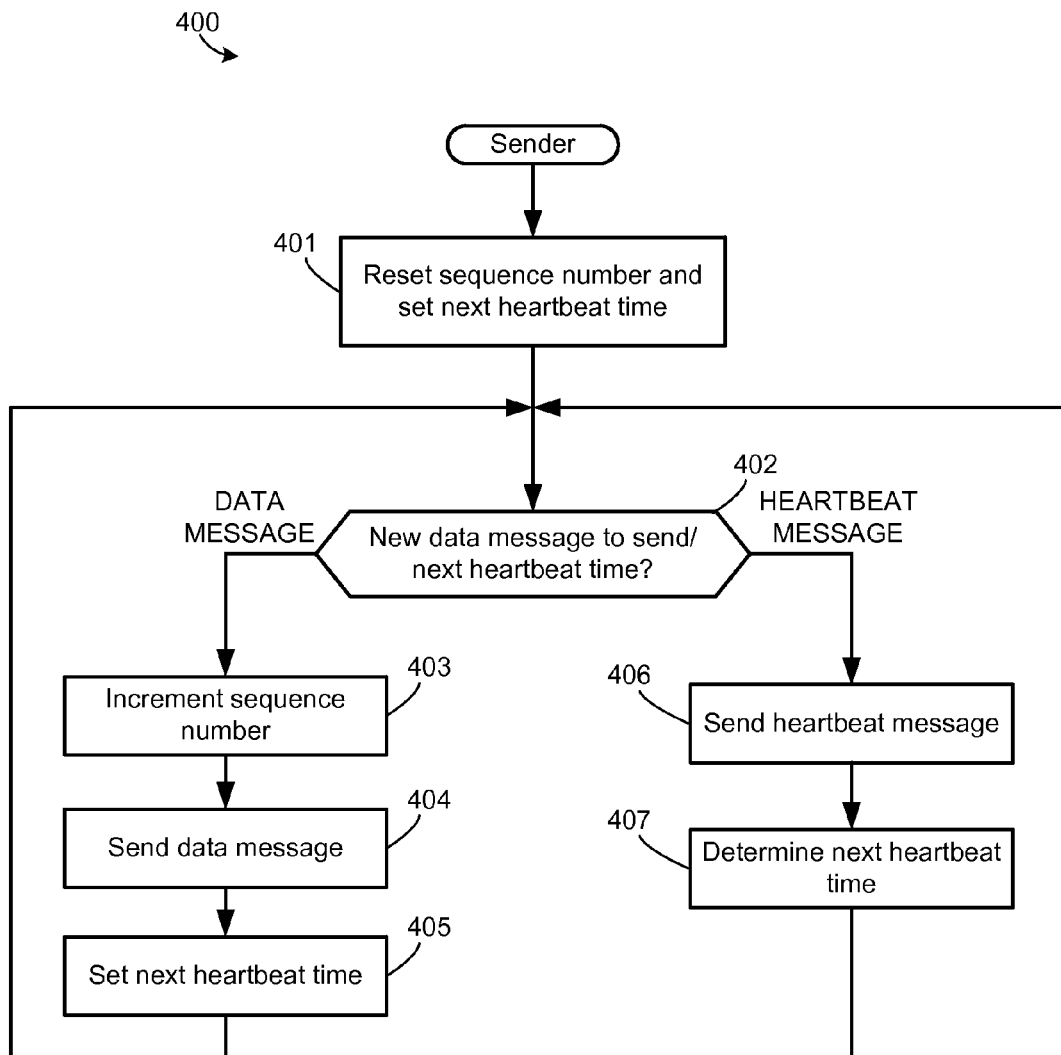 400
Sender
401
Reset sequence number and
set next heartbeat time
402
DATA
MESSAGE
HEARTBEAT
MESSAGE
New data message to send/
next heartbeat time?
403
Increment sequence
number
404
Send data message
405
Set next heartbeat time
406
Send heartbeat message
407
Determine next heartbeat
time